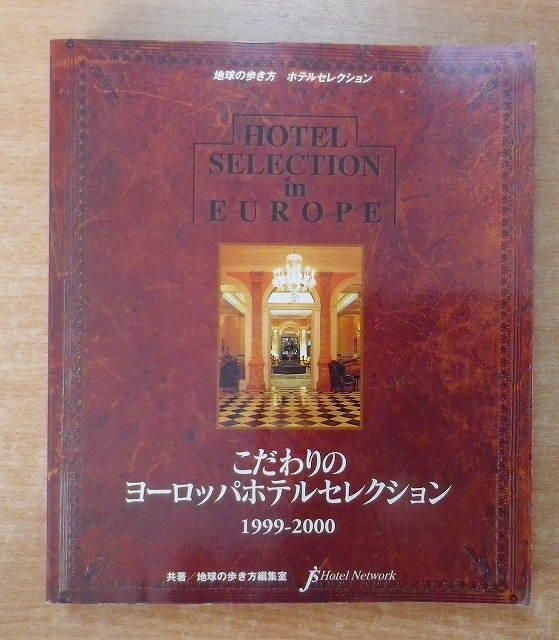 地球の歩き方　ホテルセレクション
HOTEL
SELECTION
in
EUROPE
こだわりの
ヨーロッパホテルセレクション
1999-2000
共著／地球の歩き方編集室 J's Hotel Network